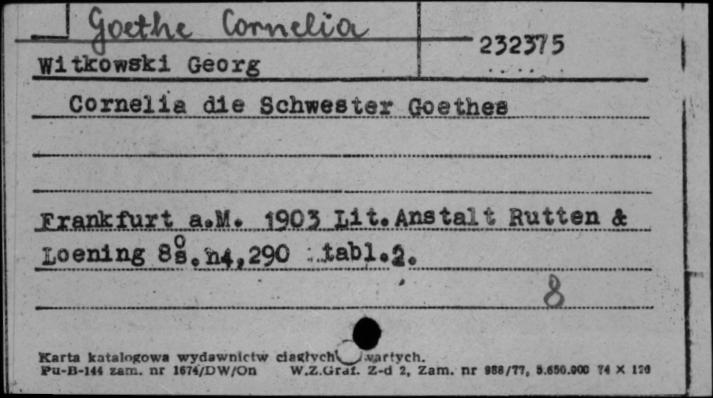 Goethe Cornelia
232375
Witkowski Georg
Cornelia die Schwester Goethes
Frankfurt a.M. 1903 Lit.Anstalt Rutten &
Loening 8° s. n4,290 tabl.2.
8
Karta katalogowa wydawnictw ciągłych wartych.
Pu-B-144 zam. nr 1674/DW/On W.Z.Graf. Z-d 2, Zam. nr 988/77, 5.650.000 74 X 120